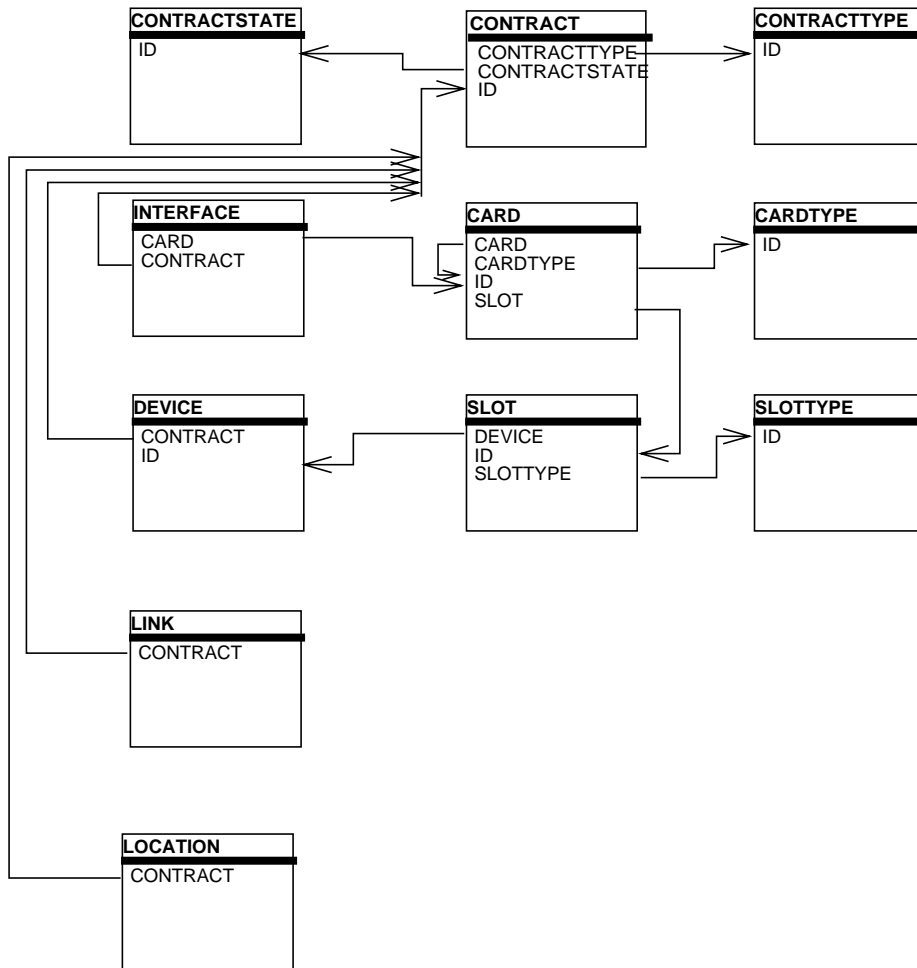 CONTRACTSTATE
ID
CONTRACT
CONTRACTTYPE
CONTRACTSTATE
ID
CONTRACTTYPE
ID
INTERFACE
CARD
CONTRACT
CARD
CARD
CARDTYPE
ID
SLOT
CARDTYPE
ID
DEVICE
CONTRACT
ID
SLOT
DEVICE
ID
SLOTTYPE
SLOTTYPE
ID
LINK
CONTRACT
LOCATION
CONTRACT